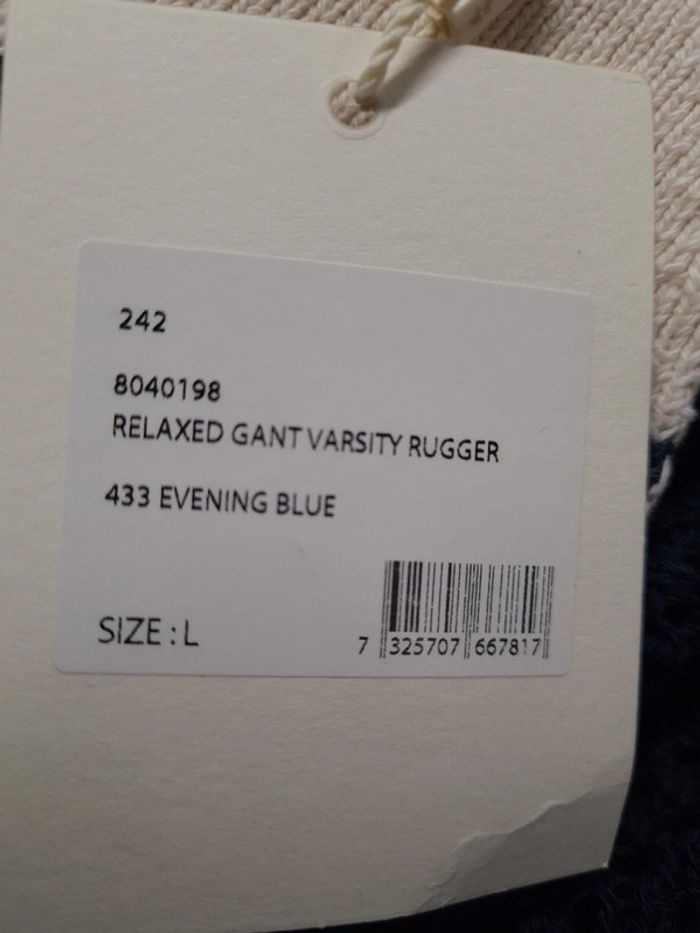 242
8040198
RELAXED GANT VARSITY RUGGER
433 EVENING BLUE
SIZE : L
7 325707 667817